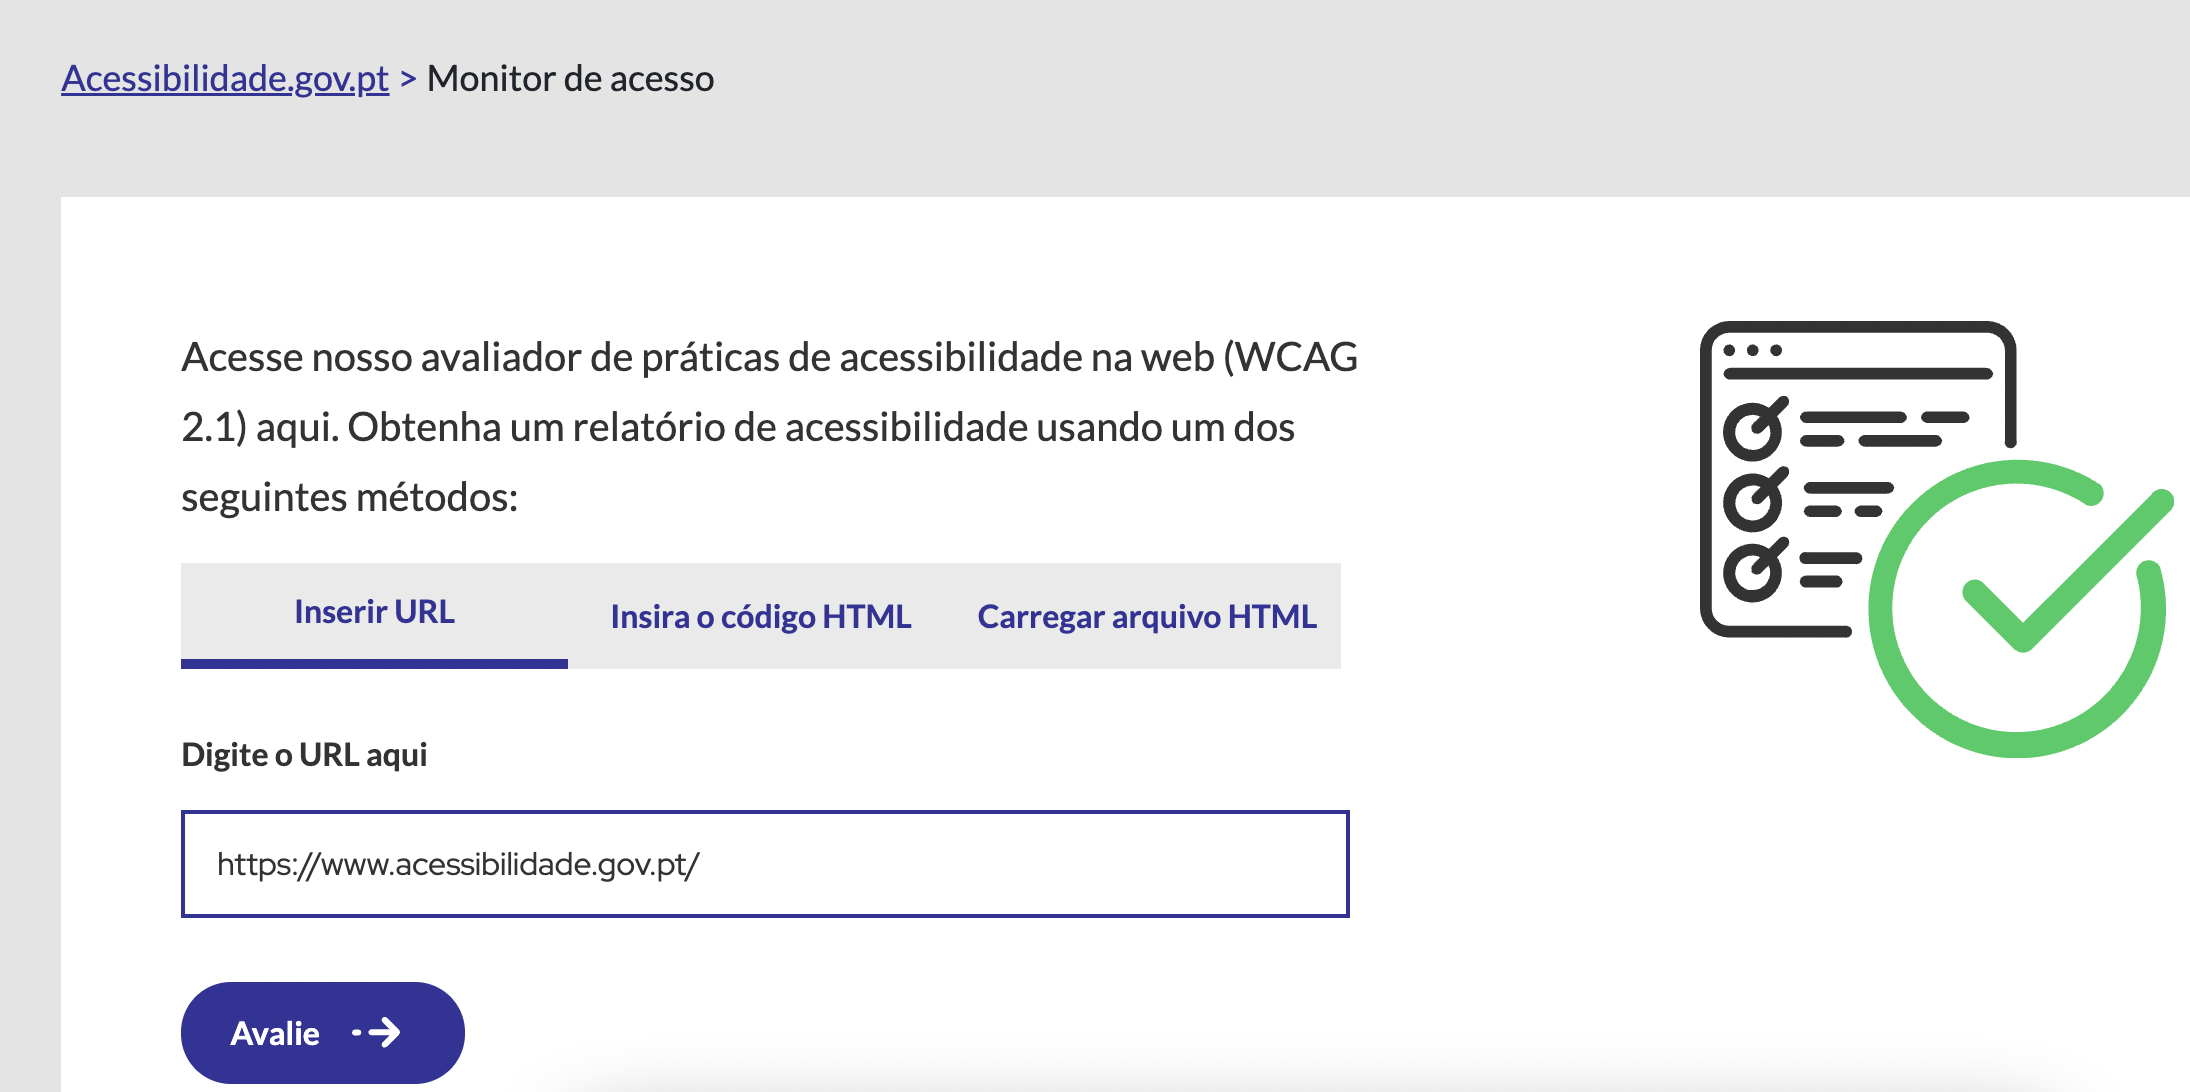 Acessibilidade.gov.pt > Monitor de acesso
Acesse nosso avaliador de práticas de acessibilidade na web (WCAG
2.1) aqui. Obtenha um relatório de acessibilidade usando um dos
seguintes métodos:
Inserir URL
Insira o código HTML
Carregar arquivo HTML
Digite o URL aqui
https://www.acessibilidade.gov.pt/
Avalie